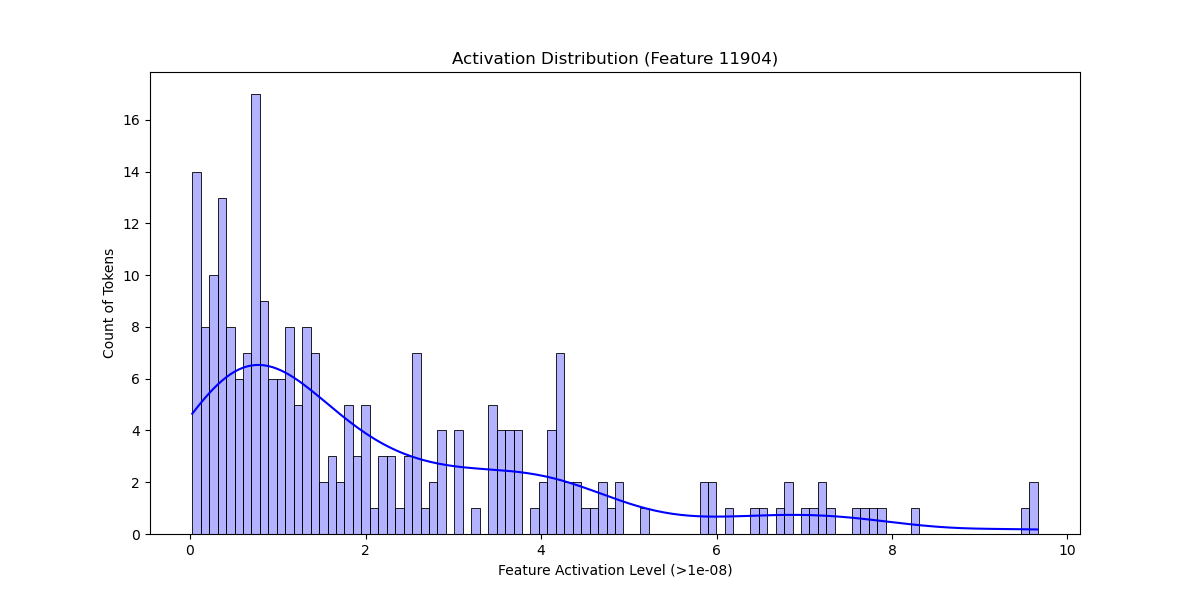 Activation Distribution (Feature 11904)
Count of Tokens
16
14
12
10
8
6
4
2
0
0 2 4 6 8 10
Feature Activation Level (>1e-08)